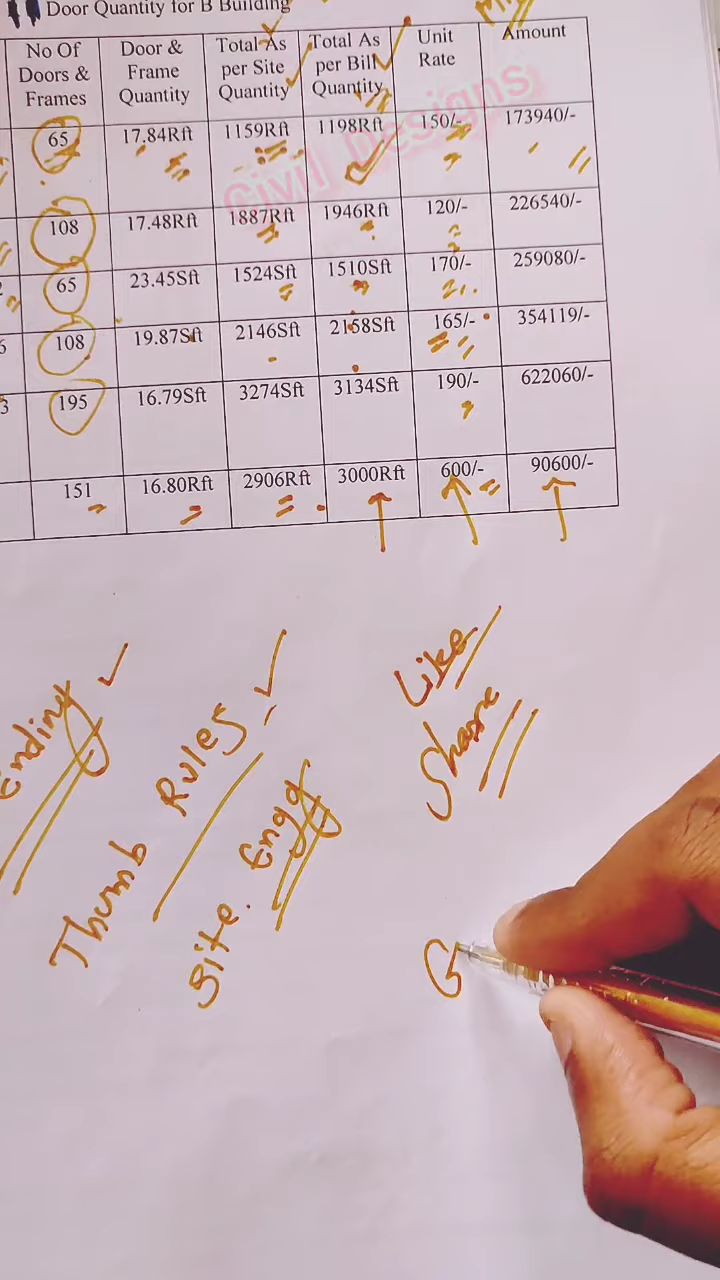 Door Quantity for B Building
No Of Doors & Frames | Door & Frame Quantity | Total As per Site Quantity | Total As per Bill Quantity | Unit Rate | Amount
65 | 17.84Rft | 1159Rft | 1198Rft | 150/- | 173940/-
108 | 17.48Rft | 1887Rft | 1946Rft | 120/- | 226540/-
65 | 23.45Sft | 1524Sft | 1510Sft | 170/- | 259080/-
108 | 19.87Sft | 2146Sft | 2158Sft | 165/- | 354119/-
3 | 195 | 16.79Sft | 3274Sft | 3134Sft | 190/- | 622060/-
151 | 16.80Rft | 2906Rft | 3000Rft | 600/- | 90600/-
Civil Designs
Thumb Rules
Site. Engg
Like
Share